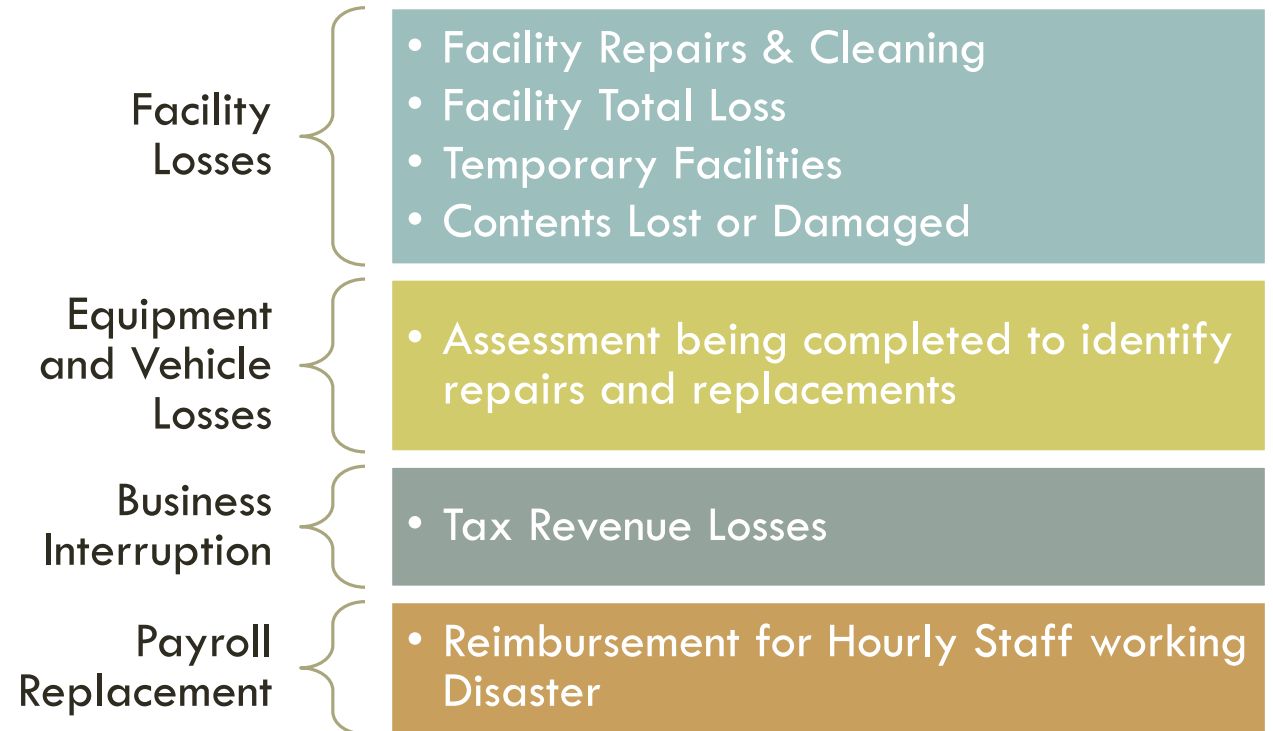 Facility
Losses
• Facility Repairs & Cleaning
• Facility Total Loss
• Temporary Facilities
• Contents Lost or Damaged
Equipment
and Vehicle
Losses
• Assessment being completed to identify
repairs and replacements
Business
Interruption
• Tax Revenue Losses
Payroll
Replacement
• Reimbursement for Hourly Staff working
Disaster